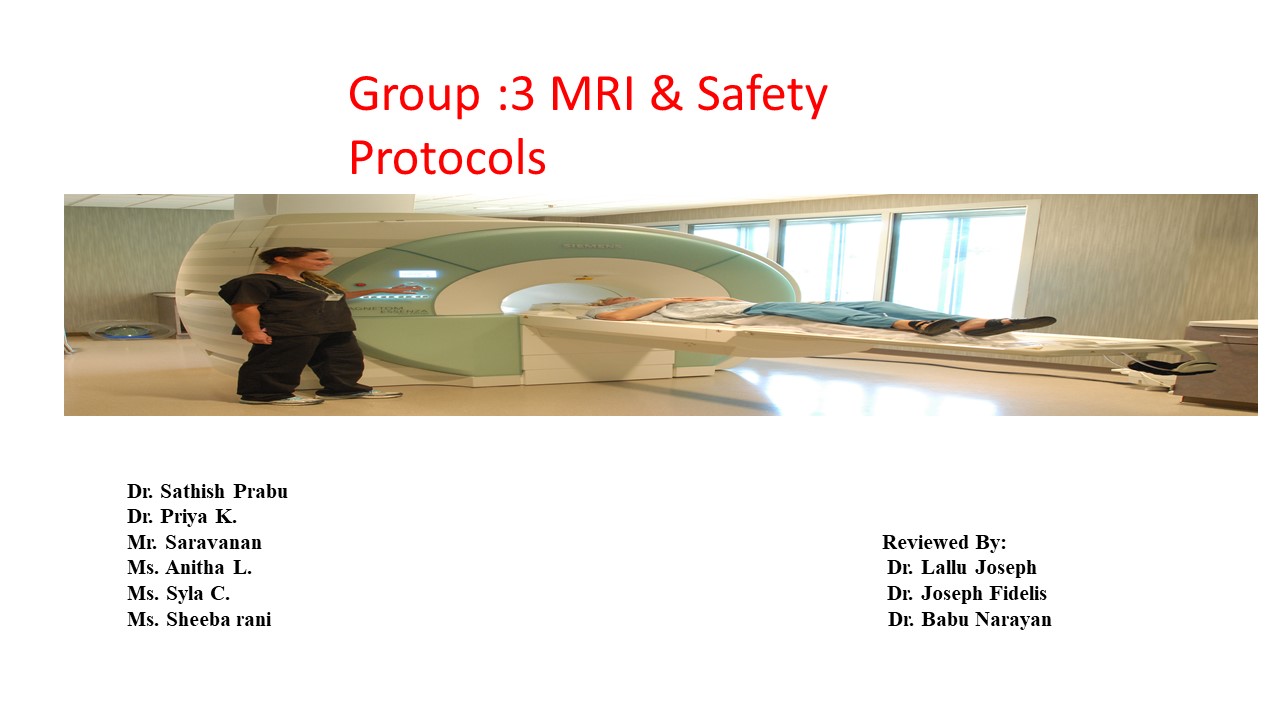 Group :3 MRI & Safety
Protocols
SIEMENS
ESSENZA
Dr. Sathish Prabu
Dr. Priya K.
Mr. Saravanan
Ms. Anitha L.
Ms. Syla C.
Ms. Sheeba rani
Reviewed By:
Dr. Lallu Joseph
Dr. Joseph Fidelis
Dr. Babu Narayan